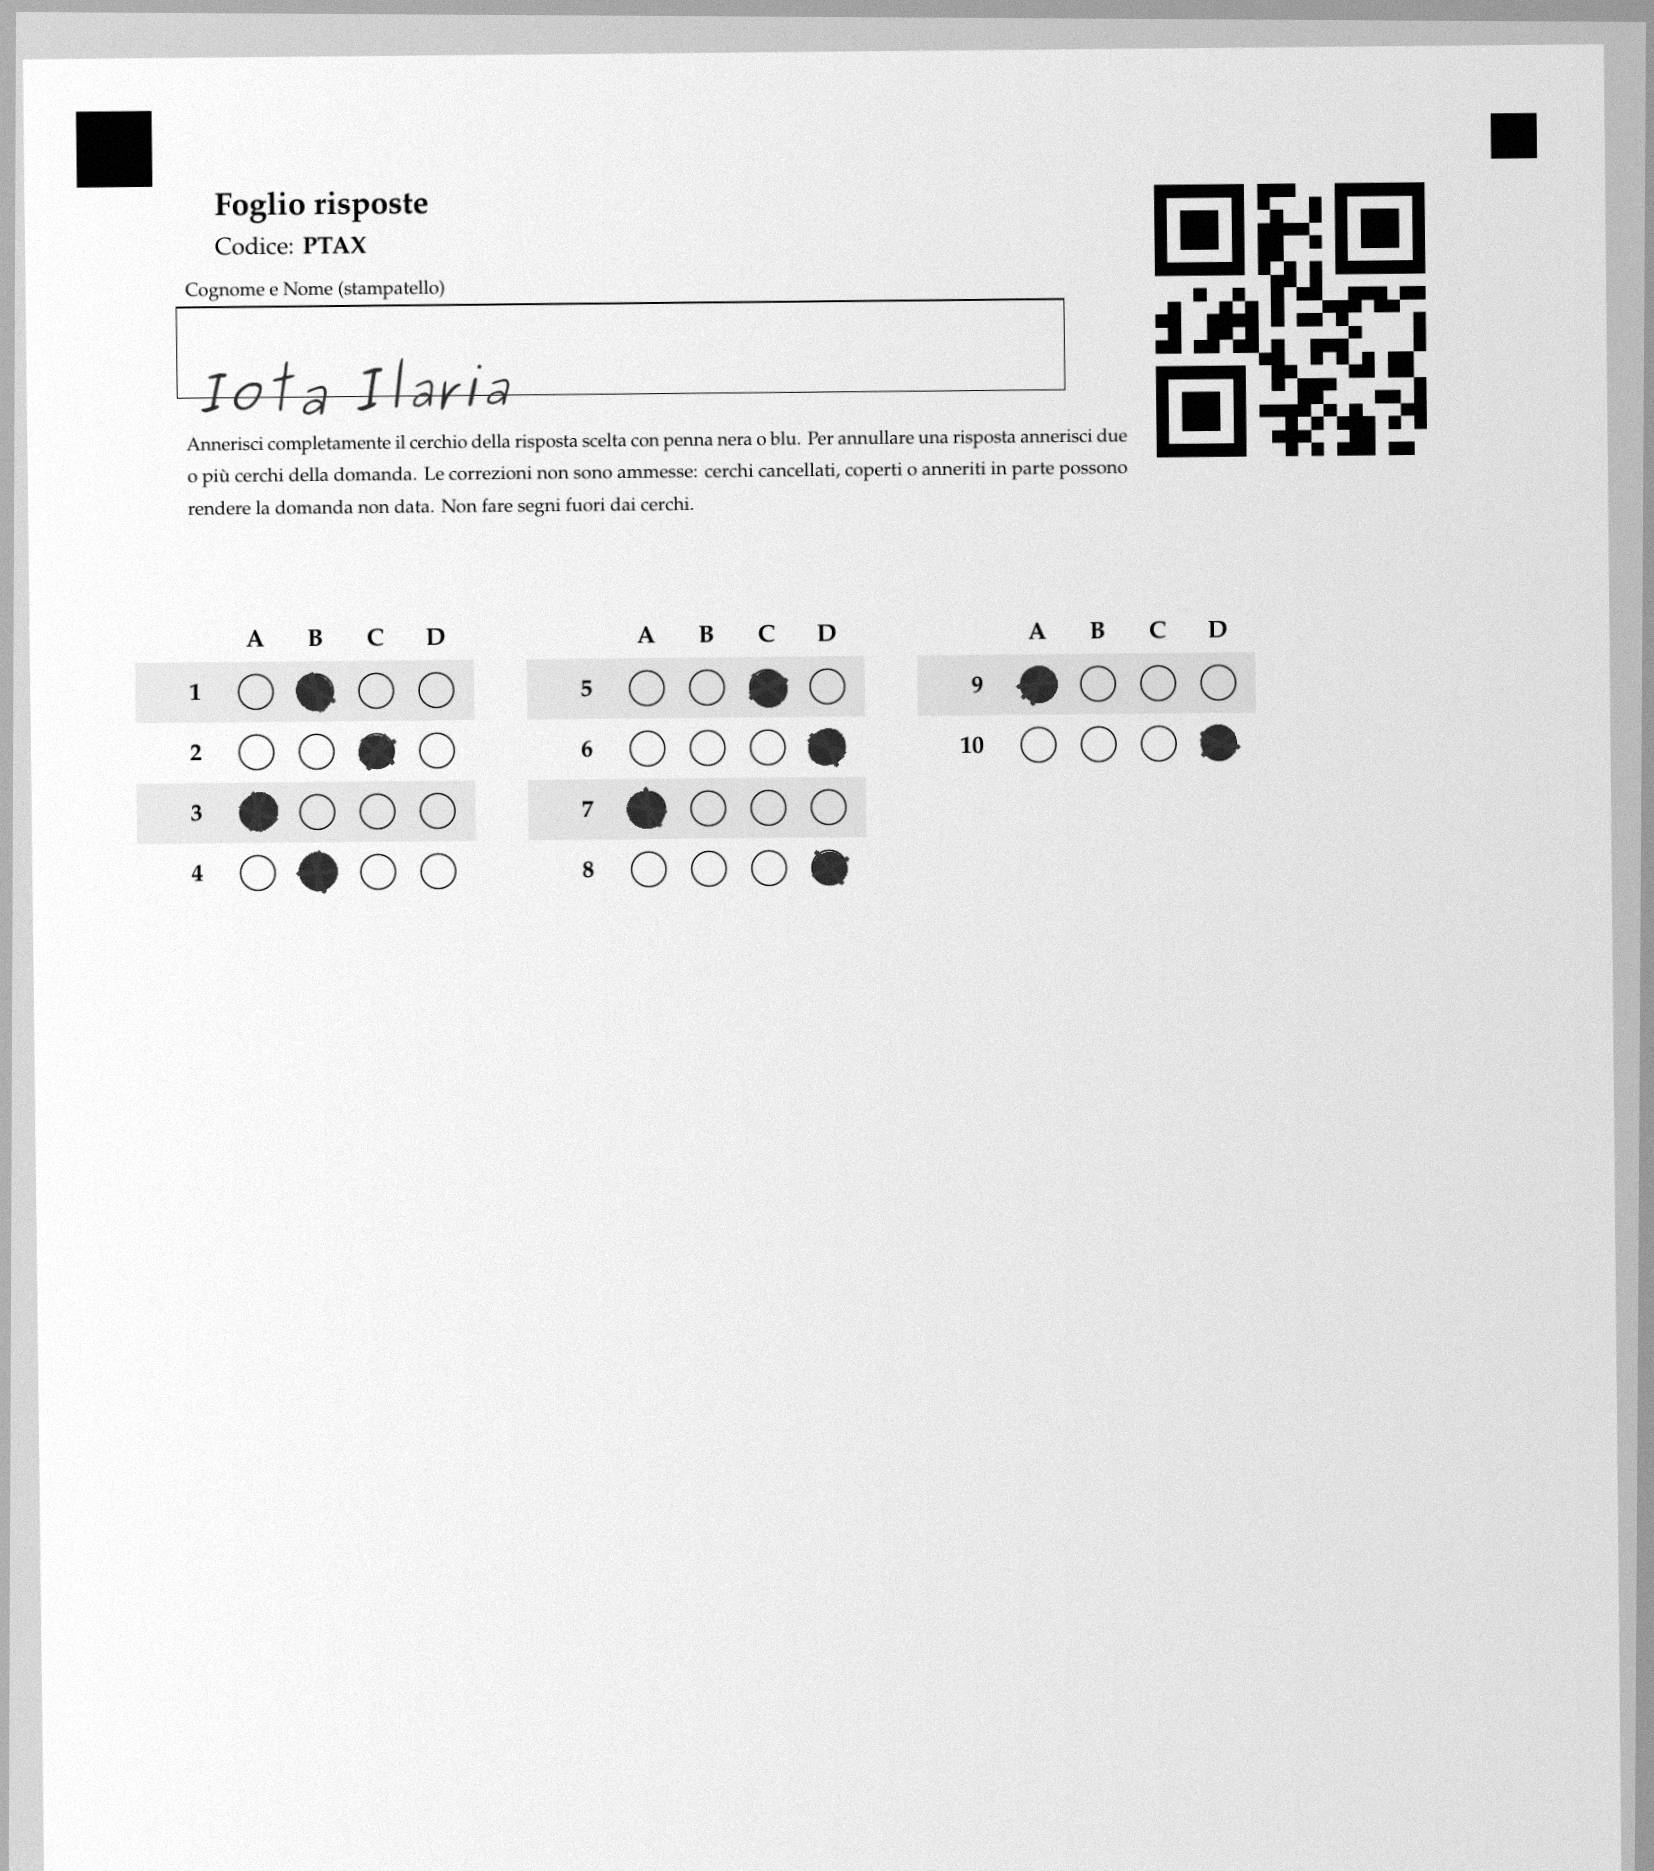 Foglio risposte
Codice: PTAX
Cognome e Nome (stampatello)
Iota Ilaria
Annerisci completamente il cerchio della risposta scelta con penna nera o blu. Per annullare una risposta annerisci due
o più cerchi della domanda. Le correzioni non sono ammesse: cerchi cancellati, coperti o anneriti in parte possono
rendere la domanda non data. Non fare segni fuori dai cerchi.
A B C D
1
2
3
4
A B C D
5
6
7
8
A B C D
9
10